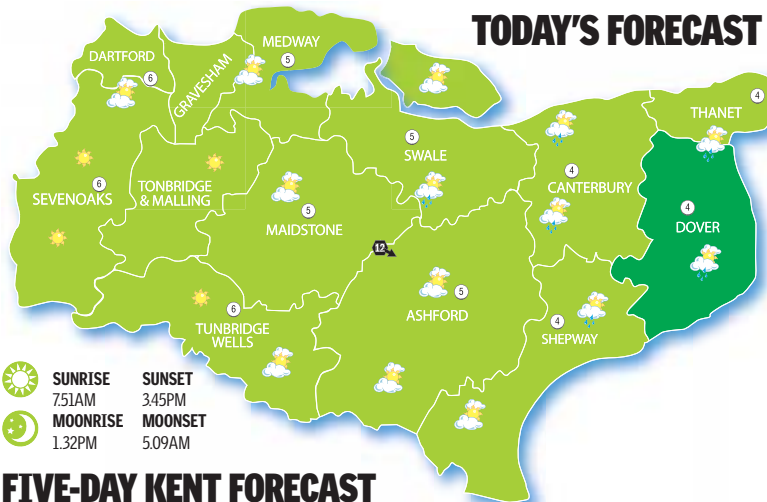 TODAY'S FORECAST
MEDWAY
5
DARTFORD
6
GRAVESHAM
4
THANET
5
SWALE
4
CANTERBURY
6
SEVENOAKS
TONBRIDGE
& MALLING
5
MAIDSTONE
4
DOVER
12
5
ASHFORD
6
TUNBRIDGE
WELLS
4
SHEPWAY
SUNRISE SUNSET
7.51AM 3.45PM
MOONRISE MOONSET
1.32PM 5.09AM
FIVE-DAY KENT FORECAST